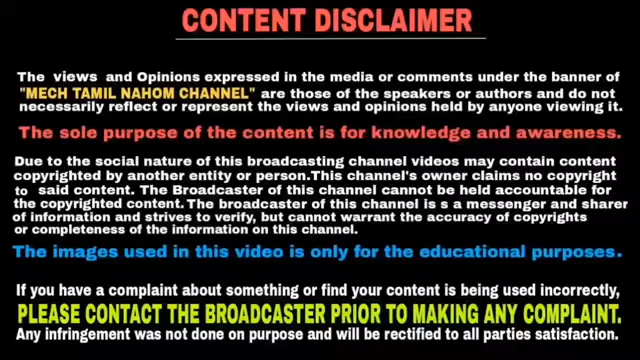 CONTENT DISCLAIMER
The views and Opinions expressed in the media or comments under the banner of
"MECH TAMIL NAHOM CHANNEL" are those of the speakers or authors and do not
necessarily reflect or represent the views and opinions held by anyone viewing it.
The sole purpose of the content is for knowledge and awareness.
Due to the social nature of this broadcasting channel videos may contain content
copyrighted by another entity or person.This channel's owner claims no copyright
to said content. The Broadcaster of this channel cannot be held accountable for
the copyrighted content. The broadcaster of this channel is s a messenger and sharer
of information and strives to verify, but cannot warrant the accuracy of copyrights
or completeness of the information on this channel.
The images used in this video is only for the educational purposes.
If you have a complaint about something or find your content is being used incorrectly,
PLEASE CONTACT THE BROADCASTER PRIOR TO MAKING ANY COMPLAINT.
Any infringement was not done on purpose and will be rectified to all parties satisfaction.